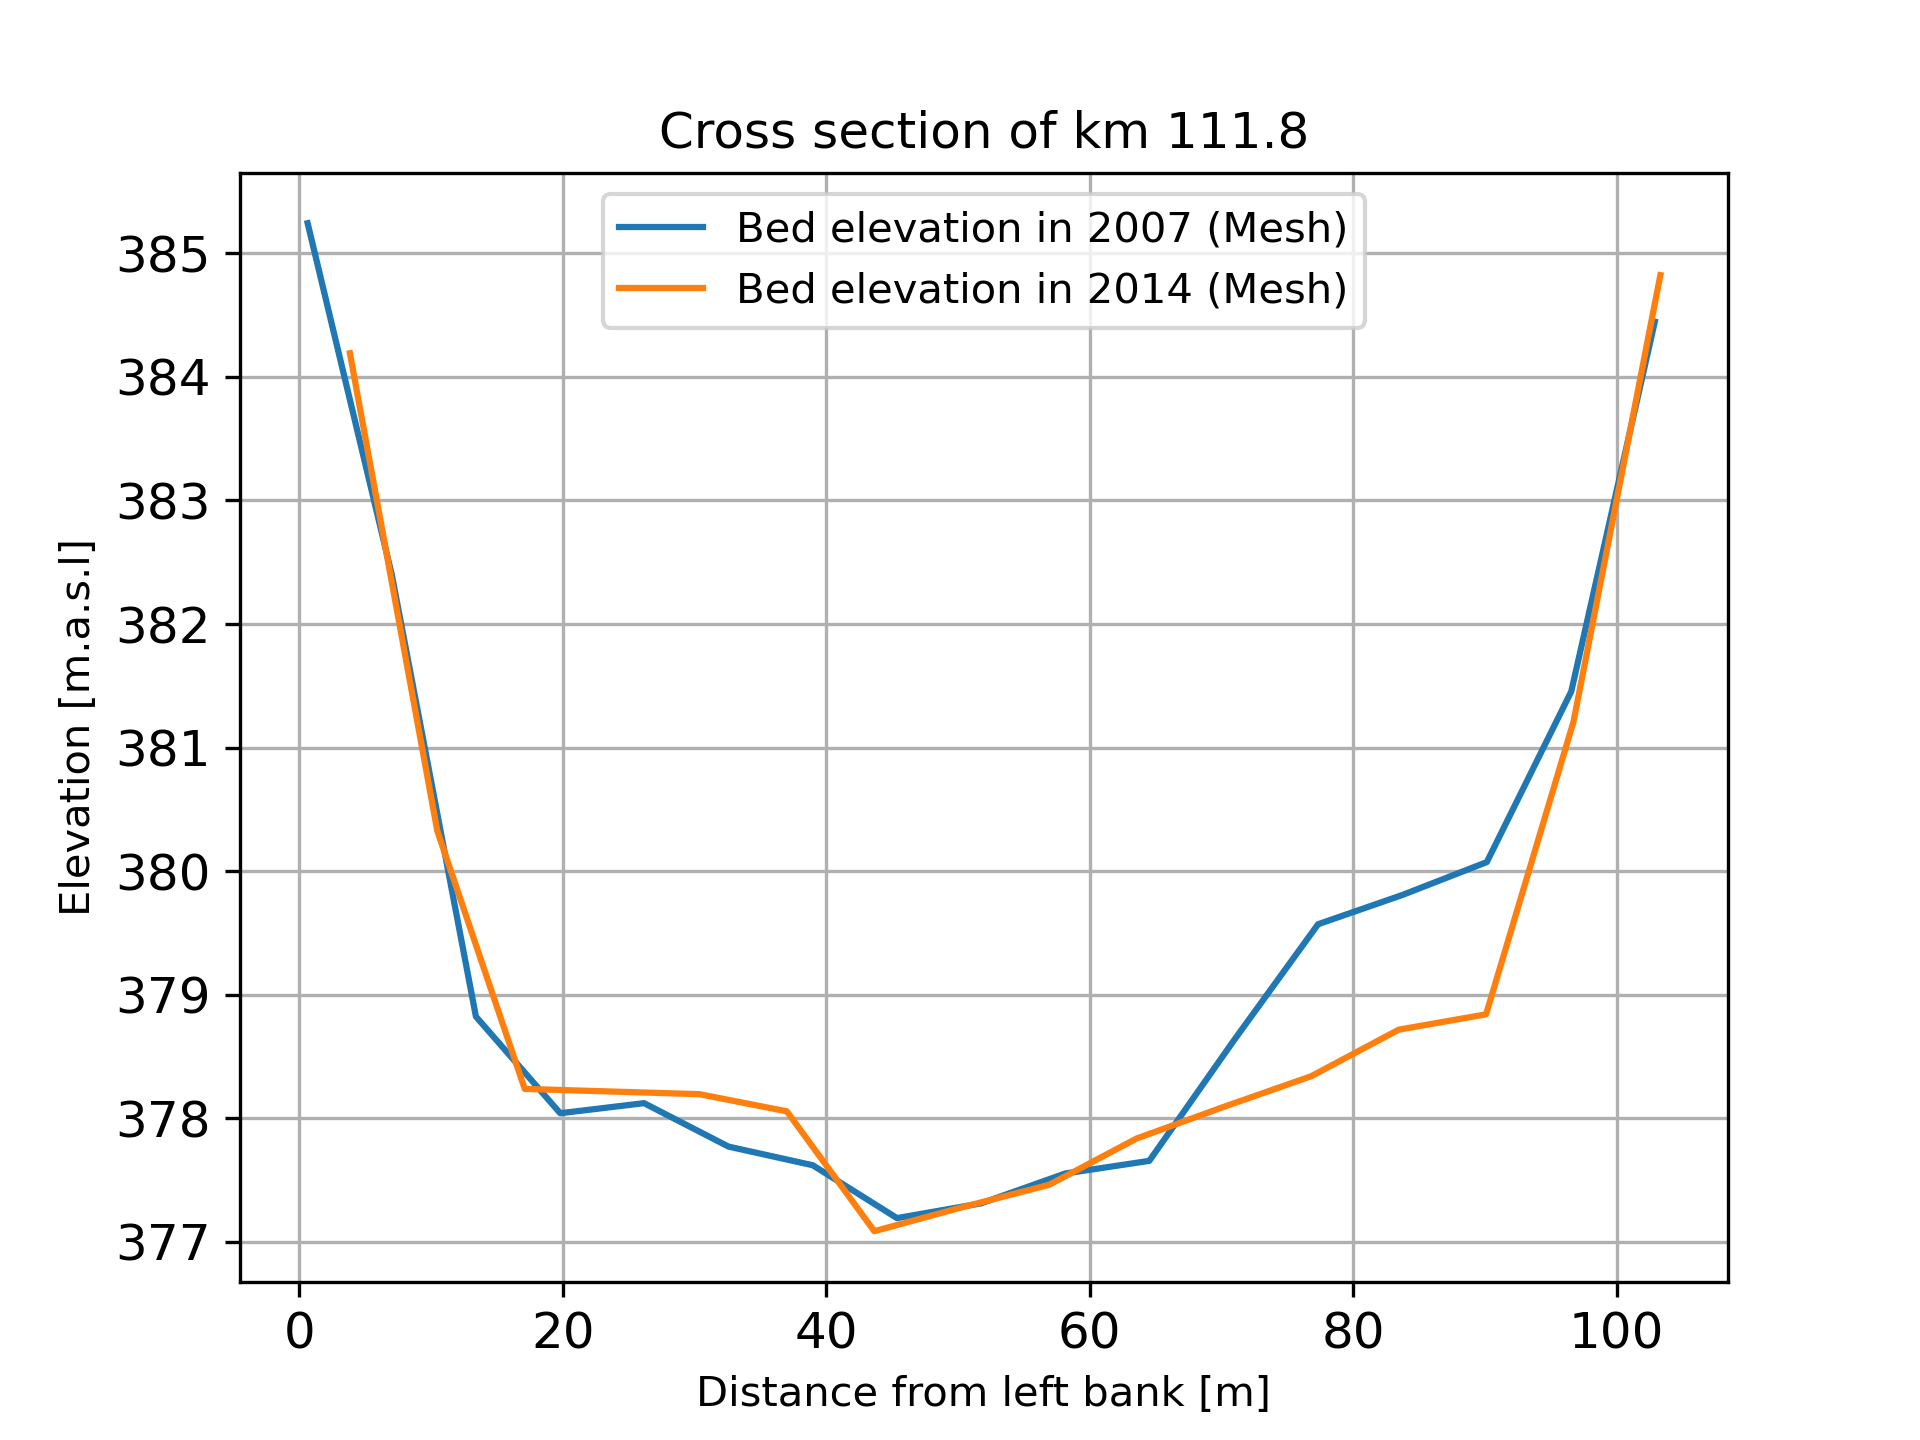 Cross section of km 111.8
Bed elevation in 2007 (Mesh)
Bed elevation in 2014 (Mesh)
Elevation [m.a.s.l]
385
384
383
382
381
380
379
378
377
0 20 40 60 80 100
Distance from left bank [m]